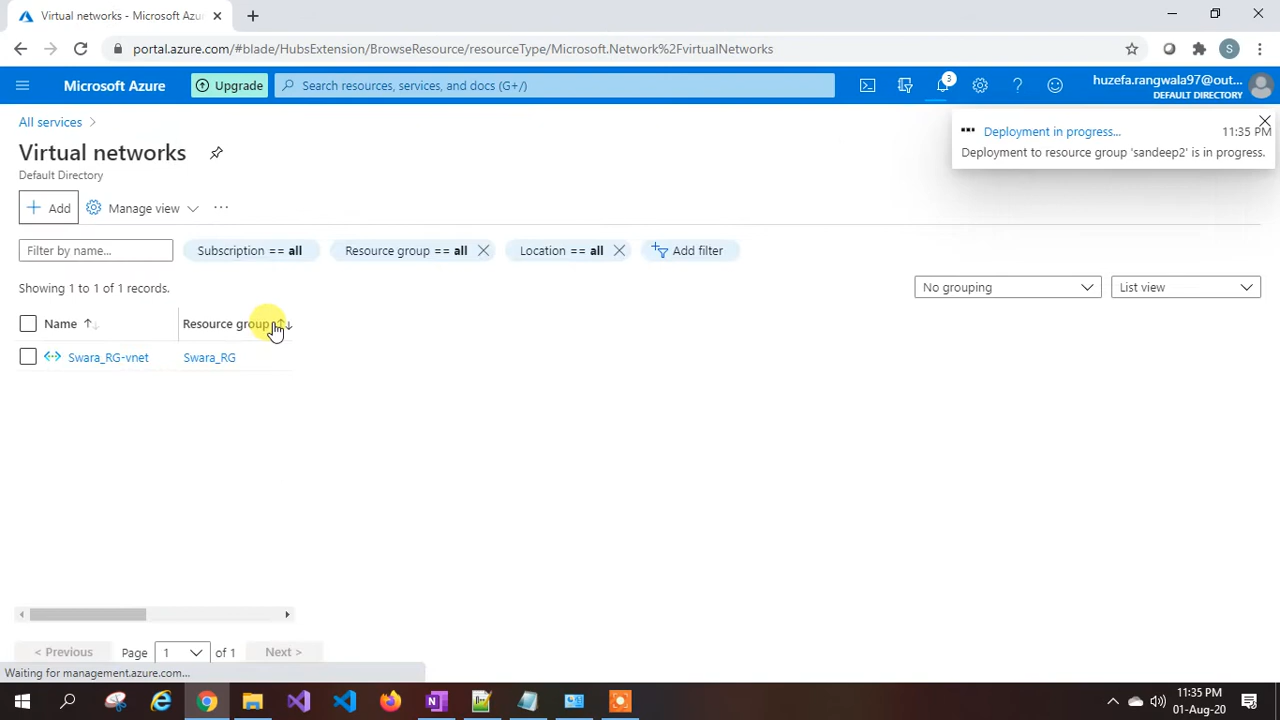 Virtual networks - Microsoft Azu
portal.azure.com/#blade/HubsExtension/BrowseResource/resourceType/Microsoft.Network%2FvirtualNetworks
S
Microsoft Azure
Upgrade
Search resources, services, and docs (G+/)
3
huzefa.rangwala97@out...
DEFAULT DIRECTORY
All services
Deployment in progress...
11:35 PM
Deployment to resource group 'sandeep2' is in progress.
Virtual networks
Default Directory
Add
Manage view
Filter by name...
Subscription == all
Resource group == all
Location == all
Add filter
Showing 1 to 1 of 1 records.
No grouping
List view
Name
Resource group
Swara_RG-vnet
Swara_RG
< Previous
Page
1
of 1
Next >
Waiting for management.azure.com...
11:35 PM
01-Aug-20